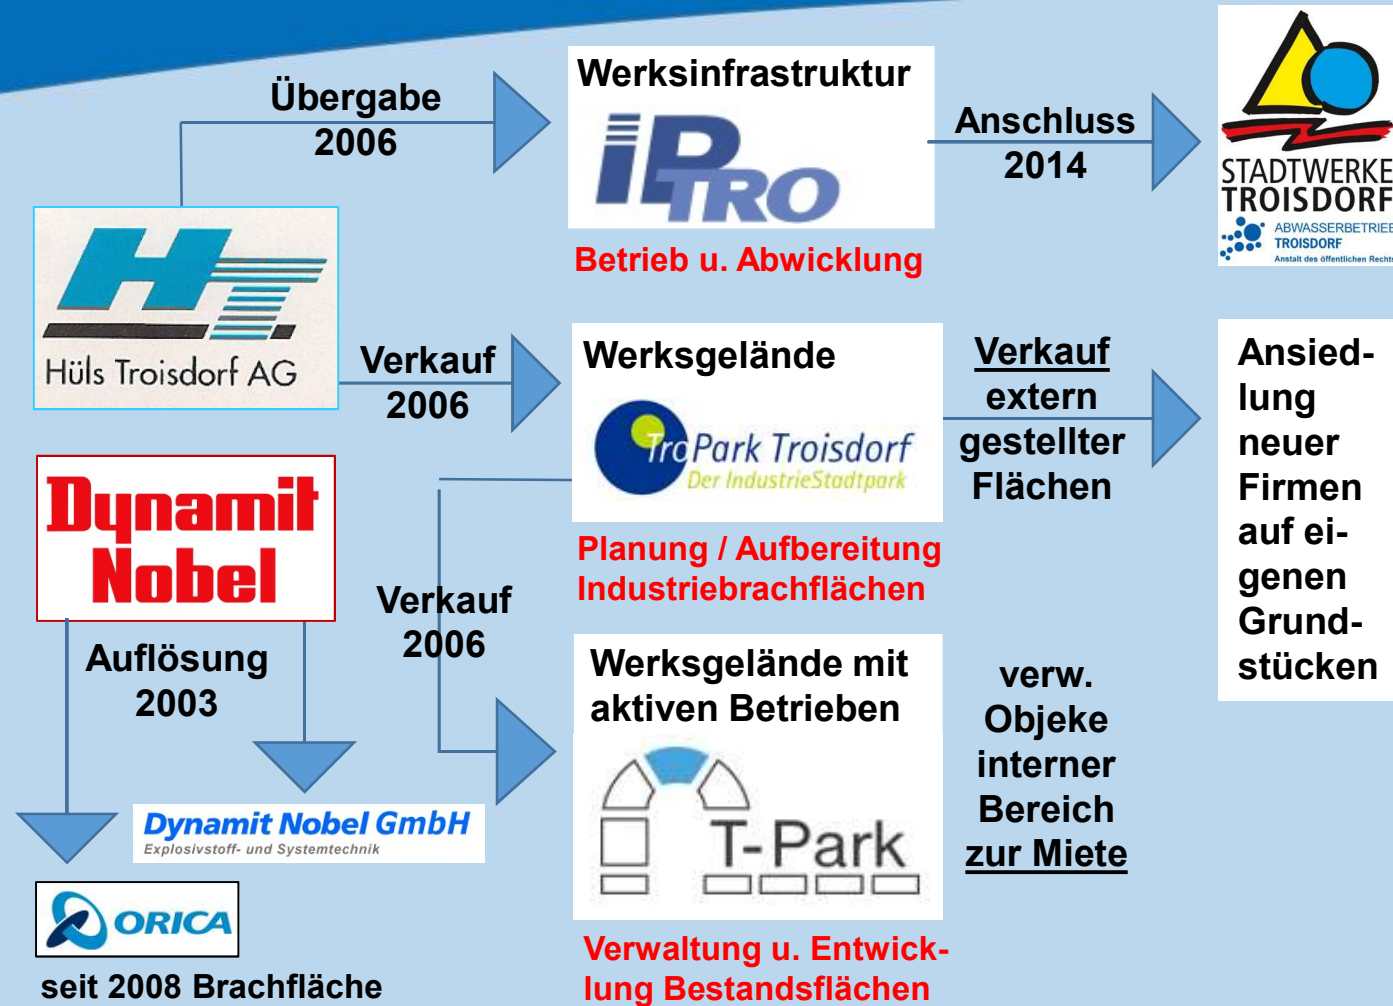 Übergabe
2006
Werksinfrastruktur
iPTRO
Betrieb u. Abwicklung
Anschluss
2014
STADTWERKE
TROISDORF
ABWASSERBETRIEB
TROISDORF
Anstalt des öffentlichen Rechts
HT
Hüls Troisdorf AG
Verkauf
2006
Werksgelände
TroPark Troisdorf
Der IndustrieStadtpark
Planung / Aufbereitung
Industriebrachflächen
Verkauf
extern
gestellter
Flächen
Ansied-
lung
neuer
Firmen
auf ei-
genen
Grund-
stücken
Dynamit
Nobel
Auflösung
2003
Verkauf
2006
Werksgelände mit
aktiven Betrieben
T-Park
Verwaltung u. Entwick-
lung Bestandsflächen
verw.
Objeke
interner
Bereich
zur Miete
Dynamit Nobel GmbH
Explosivstoff- und Systemtechnik
ORICA
seit 2008 Brachfläche